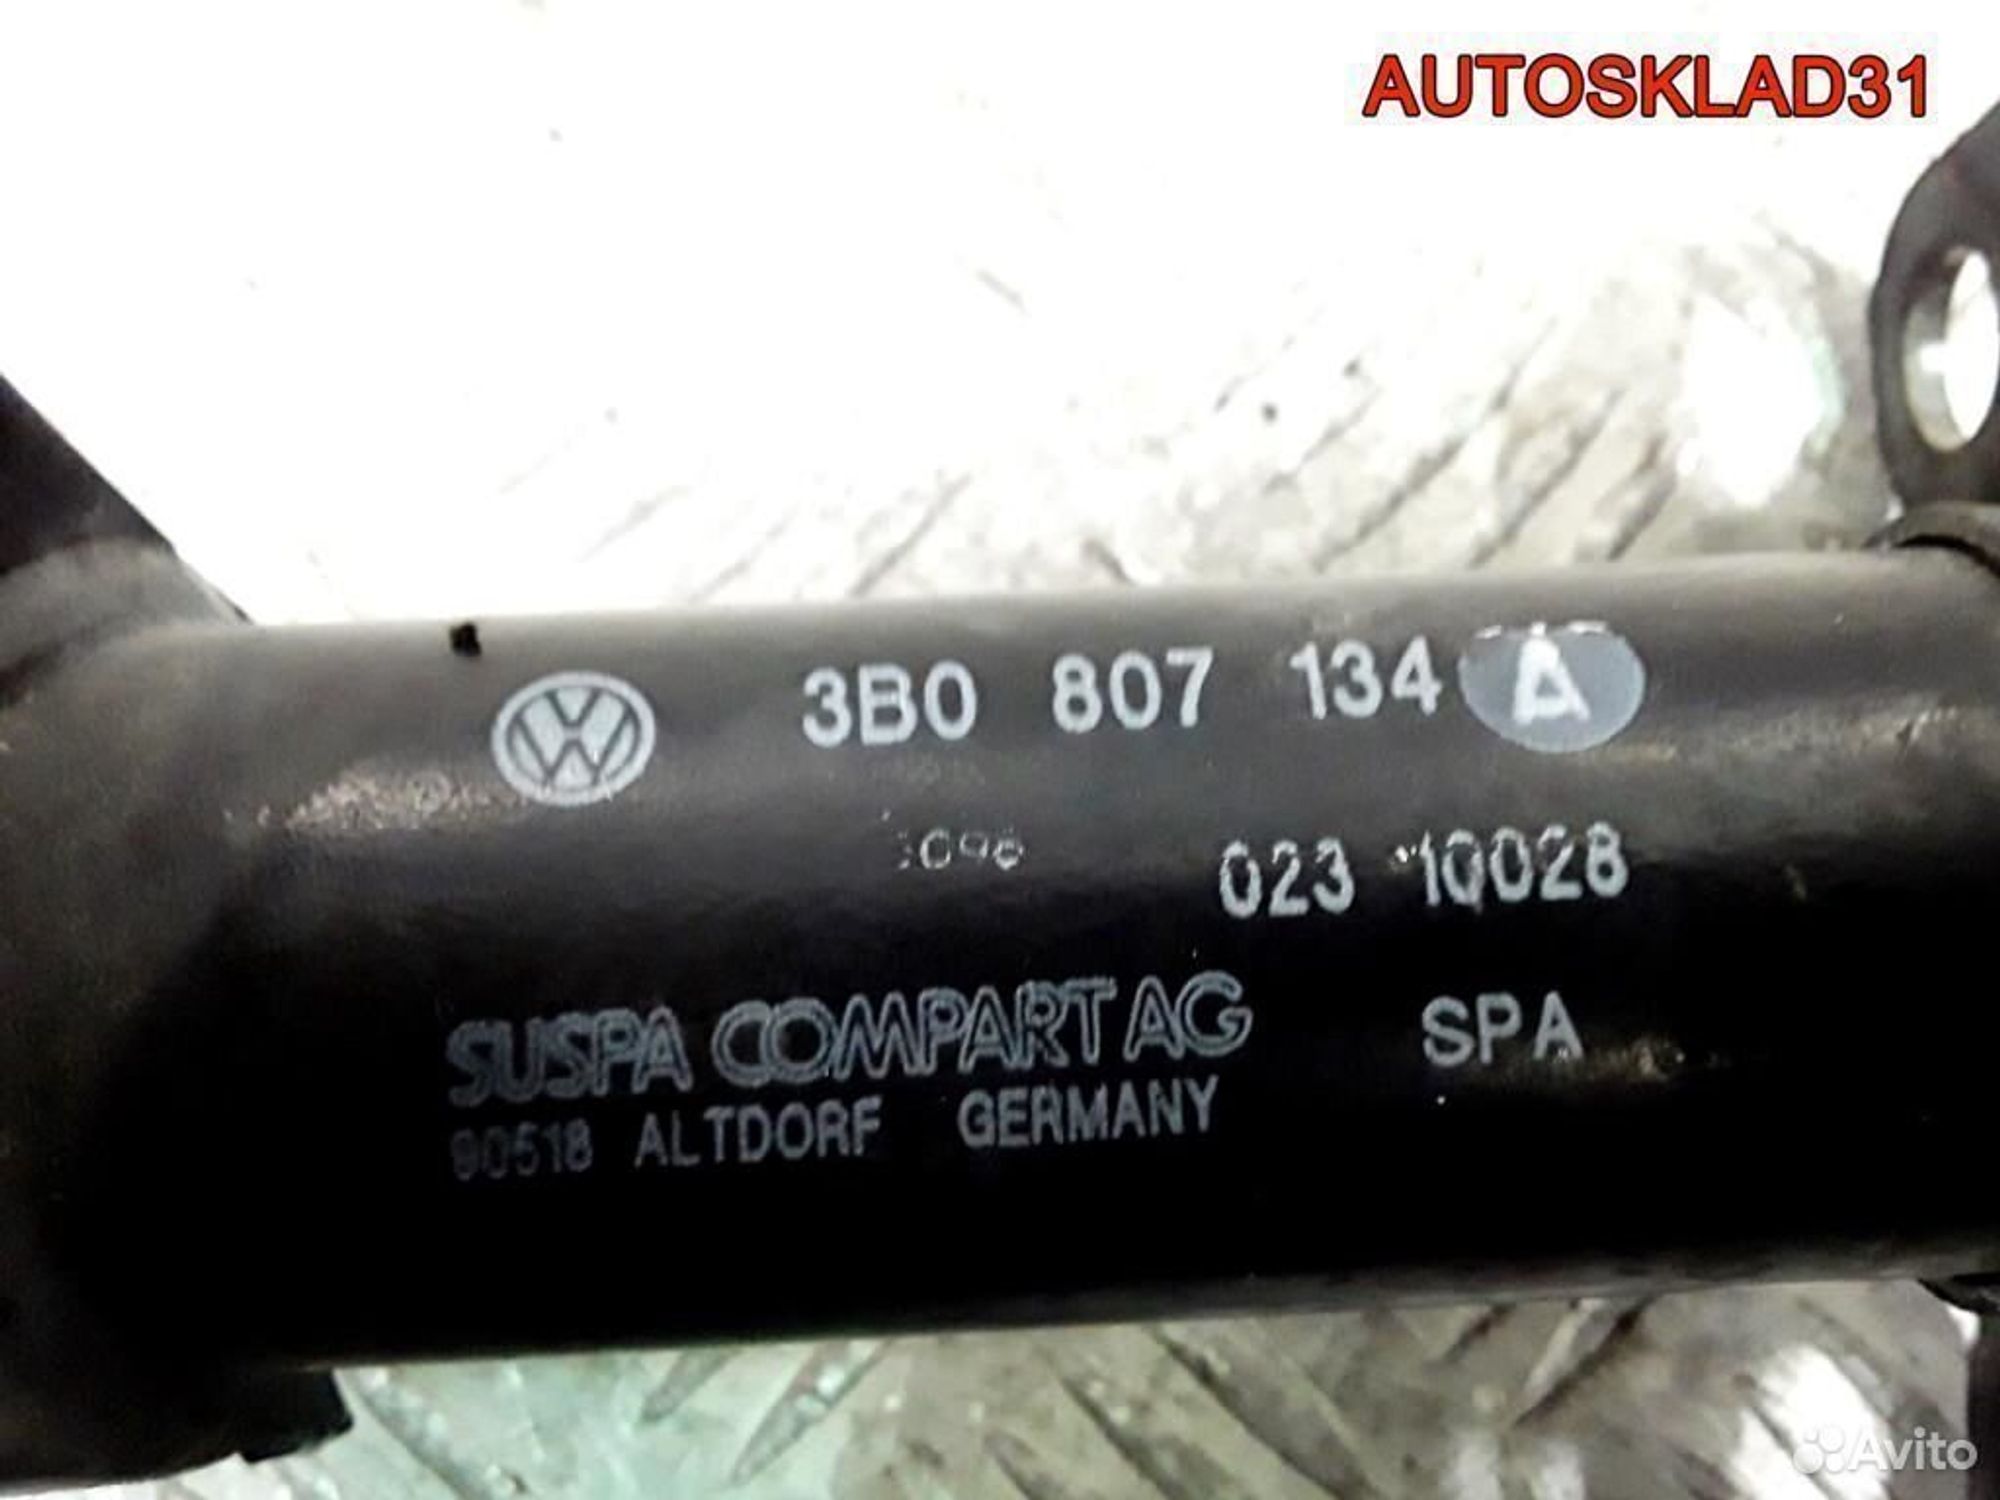 AUTOSKLAD31
3B0 807 134 A
023 10028
SUSPA COMPART AG SPA
90518 ALTDORF GERMANY
Avito